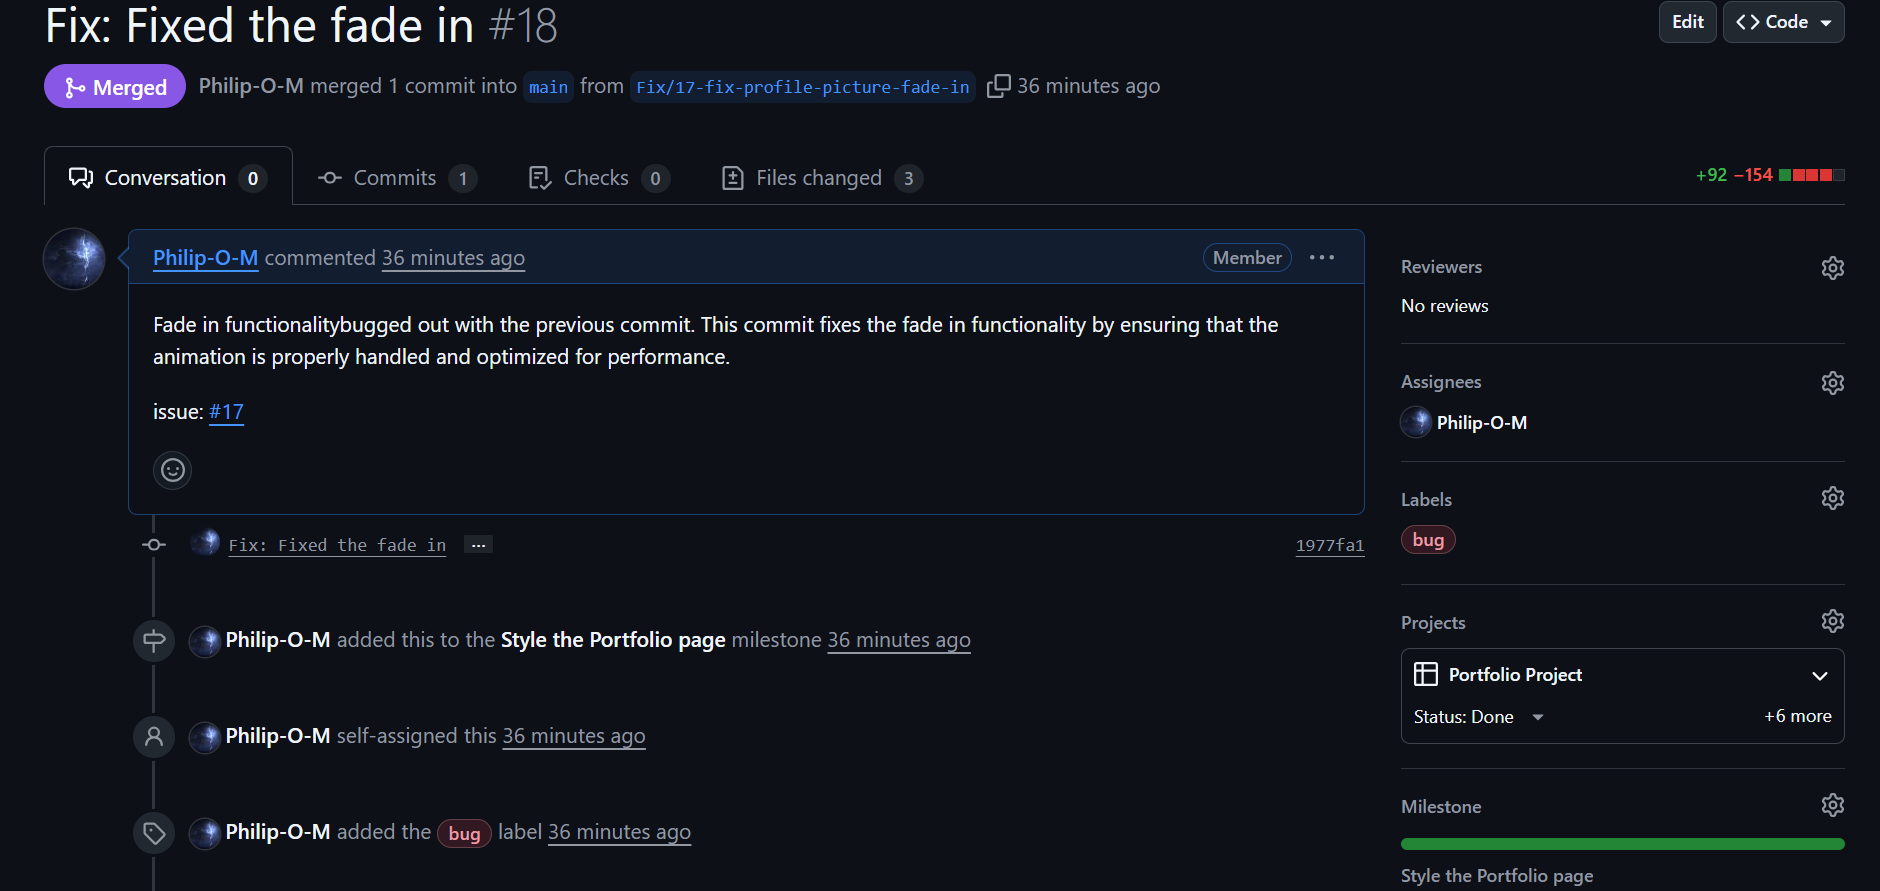 Fix: Fixed the fade in #18
Edit
Code
Merged
Philip-O-M merged 1 commit into main from Fix/17-fix-profile-picture-fade-in 36 minutes ago
Conversation 0
Commits 1
Checks 0
Files changed 3
+92 −154
Philip-O-M commented 36 minutes ago
Member
Fade in functionalitybugged out with the previous commit. This commit fixes the fade in functionality by ensuring that the
animation is properly handled and optimized for performance.
issue: #17
Fix: Fixed the fade in ...
1977fa1
Philip-O-M added this to the Style the Portfolio page milestone 36 minutes ago
Philip-O-M self-assigned this 36 minutes ago
Philip-O-M added the bug label 36 minutes ago
Reviewers
No reviews
Assignees
Philip-O-M
Labels
bug
Projects
Portfolio Project
Status: Done
+6 more
Milestone
Style the Portfolio page